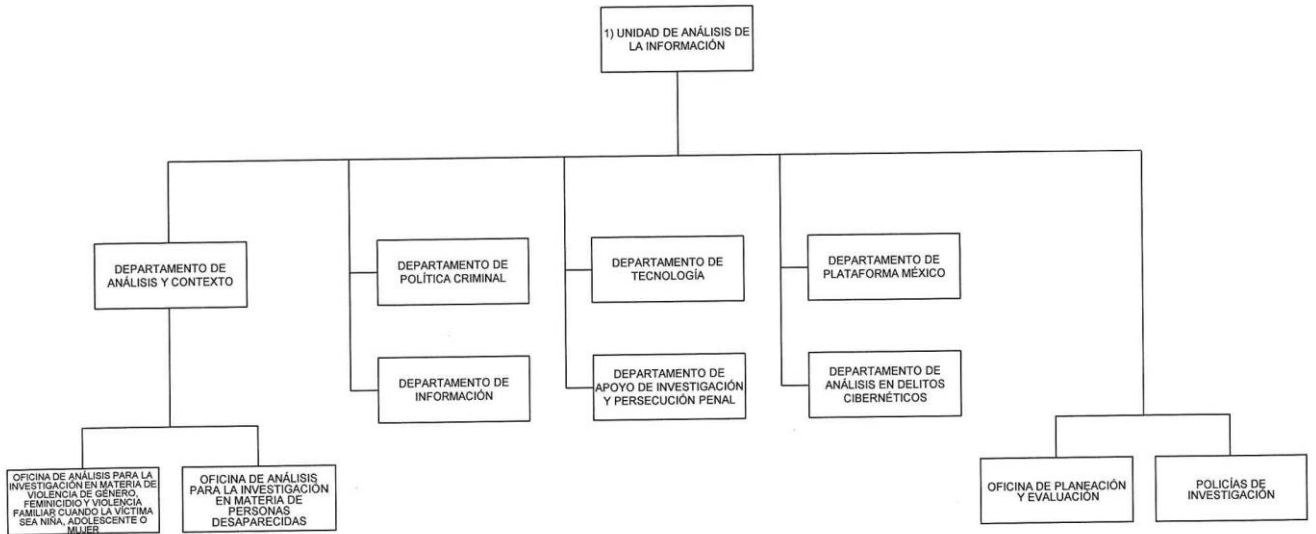 1) UNIDAD DE ANÁLISIS DE
LA INFORMACIÓN
DEPARTAMENTO DE
ANÁLISIS Y CONTEXTO
DEPARTAMENTO DE
POLÍTICA CRIMINAL
DEPARTAMENTO DE
TECNOLOGÍA
DEPARTAMENTO DE
PLATAFORMA MÉXICO
DEPARTAMENTO DE
INFORMACIÓN
DEPARTAMENTO DE
APOYO DE INVESTIGACIÓN
Y PERSECUCIÓN PENAL
DEPARTAMENTO DE
ANÁLISIS EN DELITOS
CIBERNÉTICOS
OFICINA DE ANÁLISIS PARA LA
INVESTIGACIÓN EN MATERIA DE
VIOLENCIA DE GÉNERO,
FEMINICIDIO Y VIOLENCIA
FAMILIAR CUANDO LA VÍCTIMA
SEA NIÑA, ADOLESCENTE O
MUJER
OFICINA DE ANÁLISIS
PARA LA INVESTIGACIÓN
EN MATERIA DE
PERSONAS
DESAPARECIDAS
OFICINA DE PLANEACIÓN
Y EVALUACIÓN
POLICÍAS DE
INVESTIGACIÓN